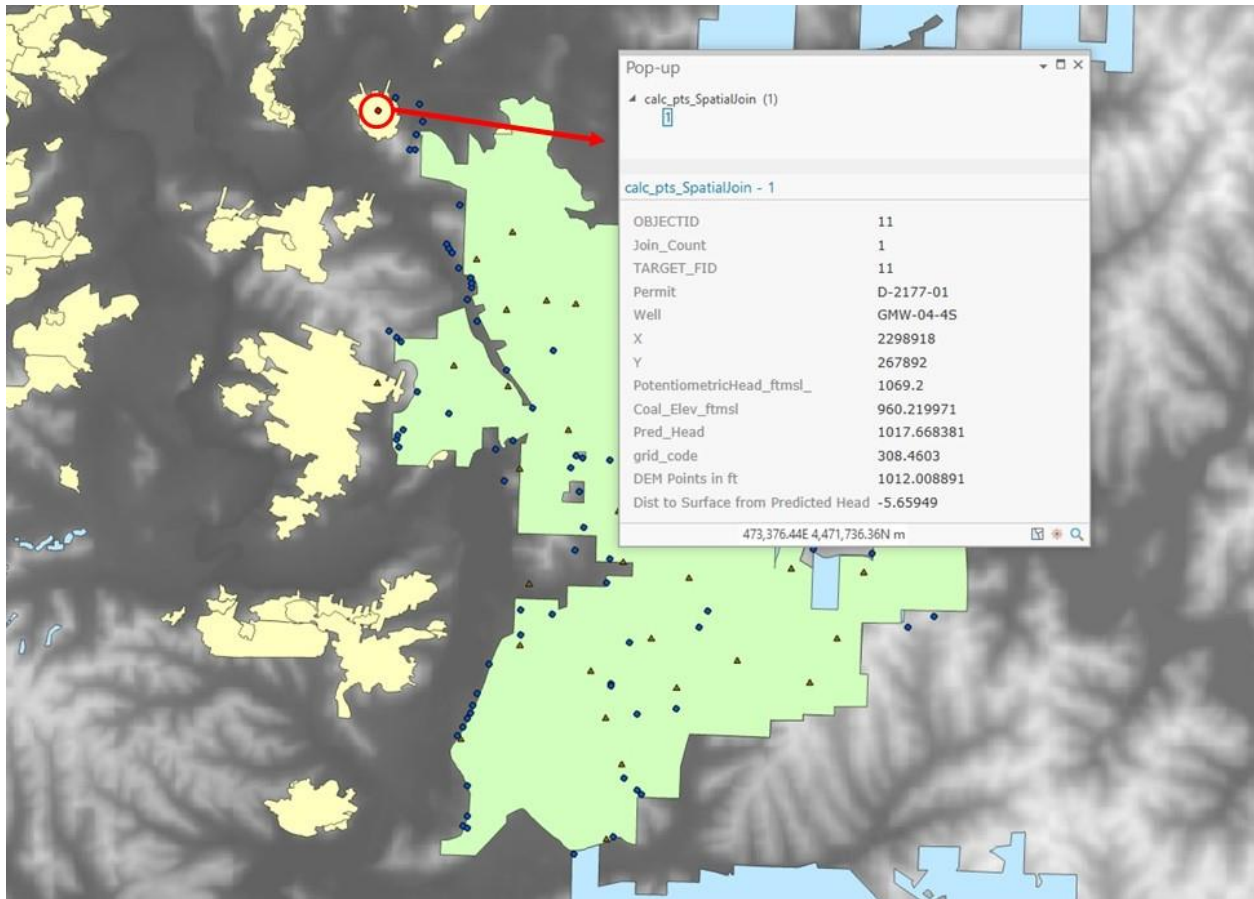 Pop-up
calc_pts_SpatialJoin (1)
1
calc_pts_SpatialJoin - 1
OBJECTID 11
Join_Count 1
TARGET_FID 11
Permit D-2177-01
Well GMW-04-4S
X 2298918
Y 267892
PotentiometricHead_ftmsl_ 1069.2
Coal_Elev_ftmsl 960.219971
Pred_Head 1017.668381
grid_code 308.4603
DEM Points in ft 1012.008891
Dist to Surface from Predicted Head -5.65949
473,376.44E 4,471,736.36N m